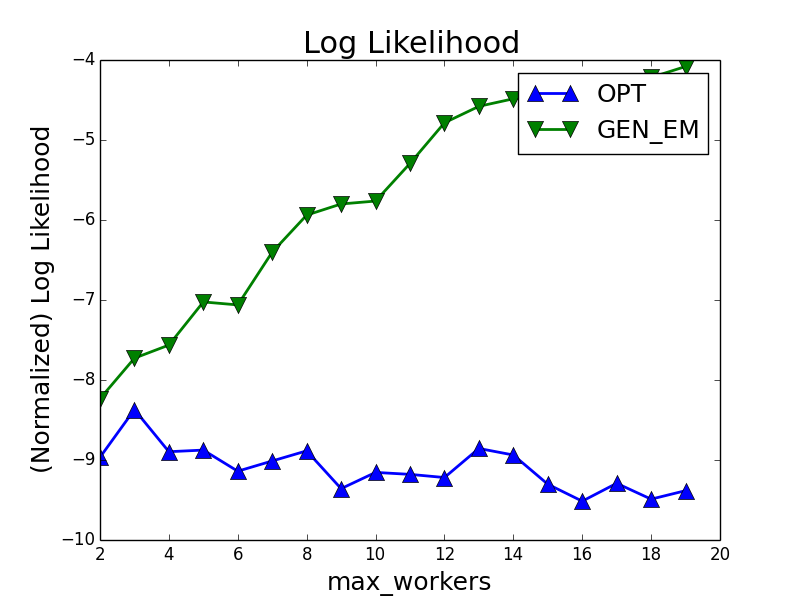 Log Likelihood
(Normalized) Log Likelihood
−4
−5
−6
−7
−8
−9
−10
OPT
GEN_EM
2 4 6 8 10 12 14 16 18 20
max_workers